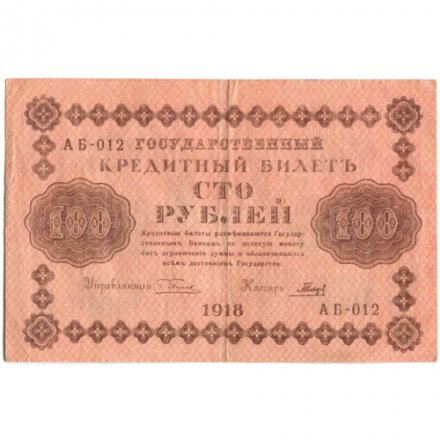 АБ-012 ГОСУДАРСТВЕННЫЙ
КРЕДИТНЫЙ БИЛЕТЪ
СТО
РУБЛЕЙ
100
100
Кредитные билеты размѣниваются Государ-
ственнымъ Банкомъ на золотую монету
безъ ограниченія суммы и обезпечиваются
всѣмъ достояніемъ Государства.
Управляющій
Кассиръ
1918
АБ-012